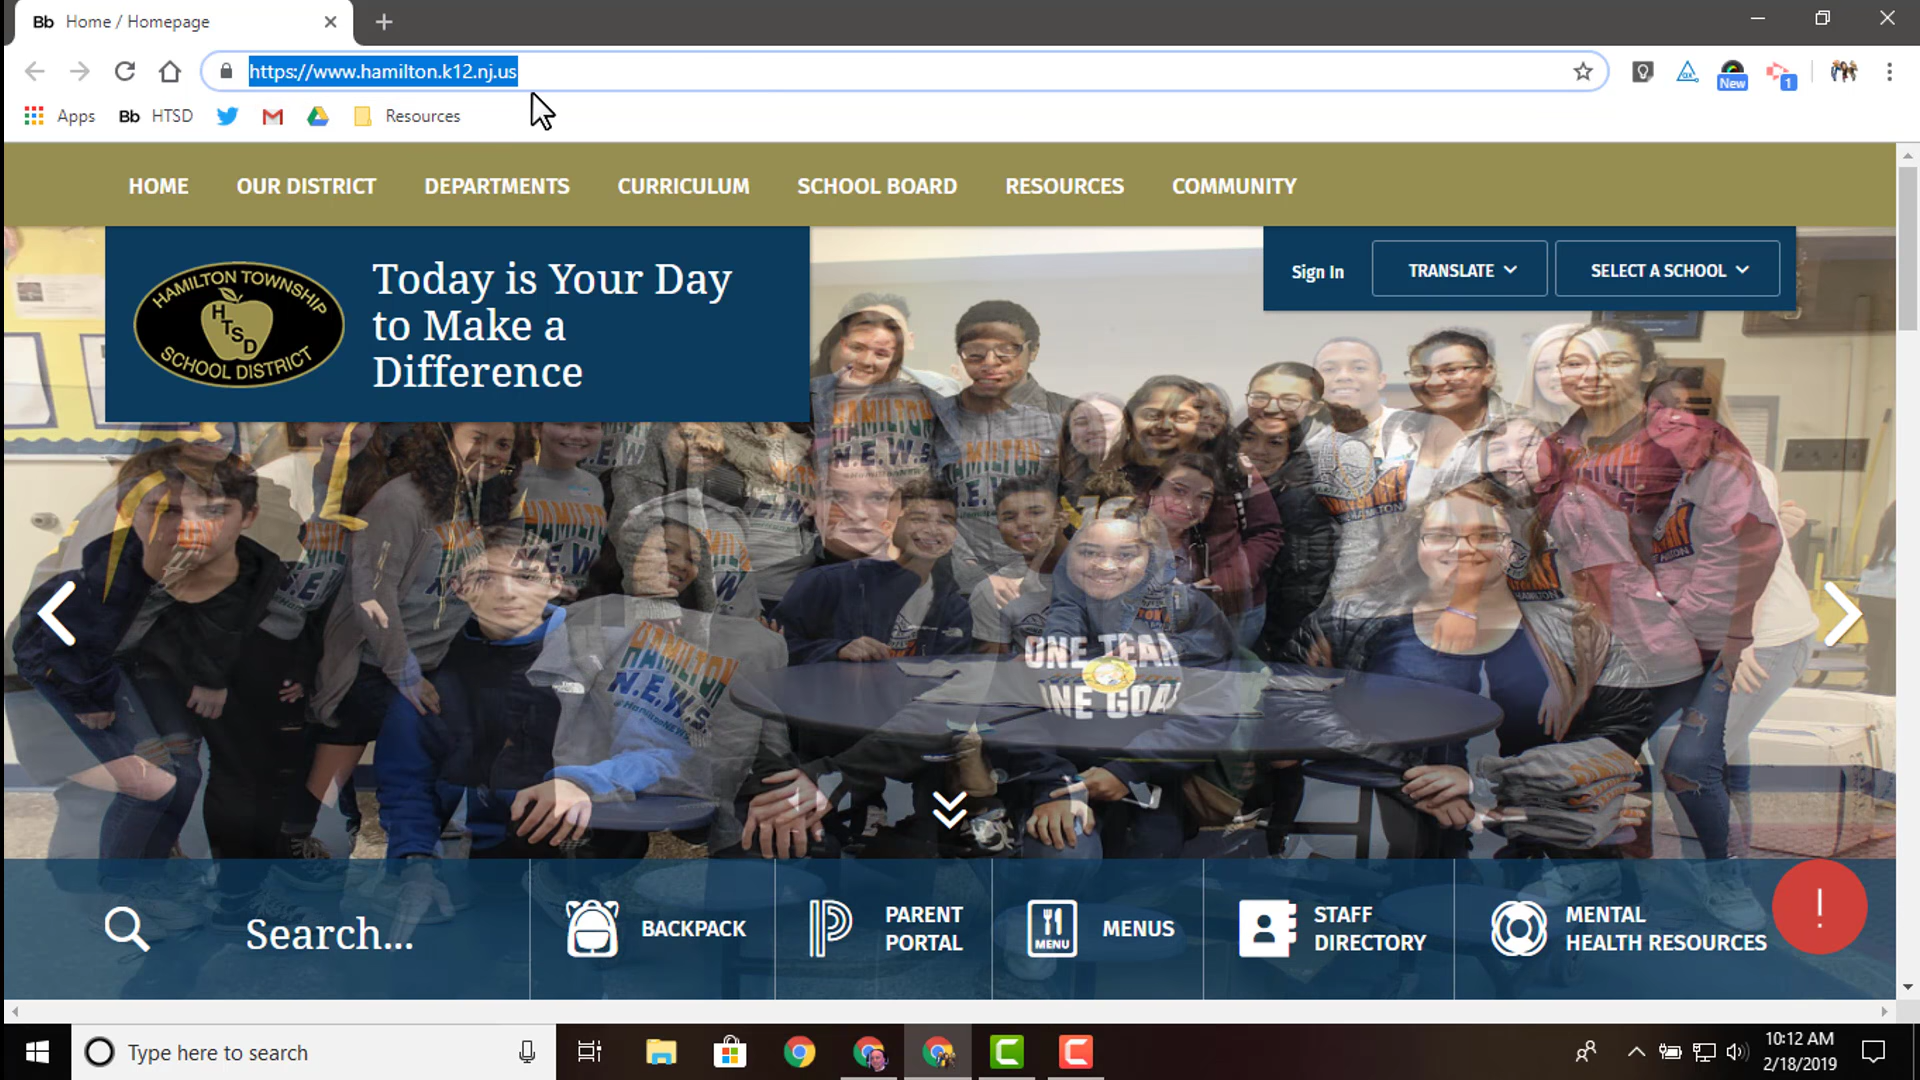 Bb Home / Homepage
https://www.hamilton.k12.nj.us
New
1
Apps Bb HTSD Resources
HOME OUR DISTRICT DEPARTMENTS CURRICULUM SCHOOL BOARD RESOURCES COMMUNITY
HAMILTON TOWNSHIP
HTSD
SCHOOL DISTRICT
Today is Your Day
to Make a
Difference
Sign In TRANSLATE SELECT A SCHOOL
HAMILTON
N.E.W.S.
HAMILTON
N.E.W.S.
ONE TEAM
ONE GOAL
Search...
BACKPACK
PARENT
PORTAL
MENU
MENUS
STAFF
DIRECTORY
MENTAL
HEALTH RESOURCES
!
Type here to search
10:12 AM
2/18/2019